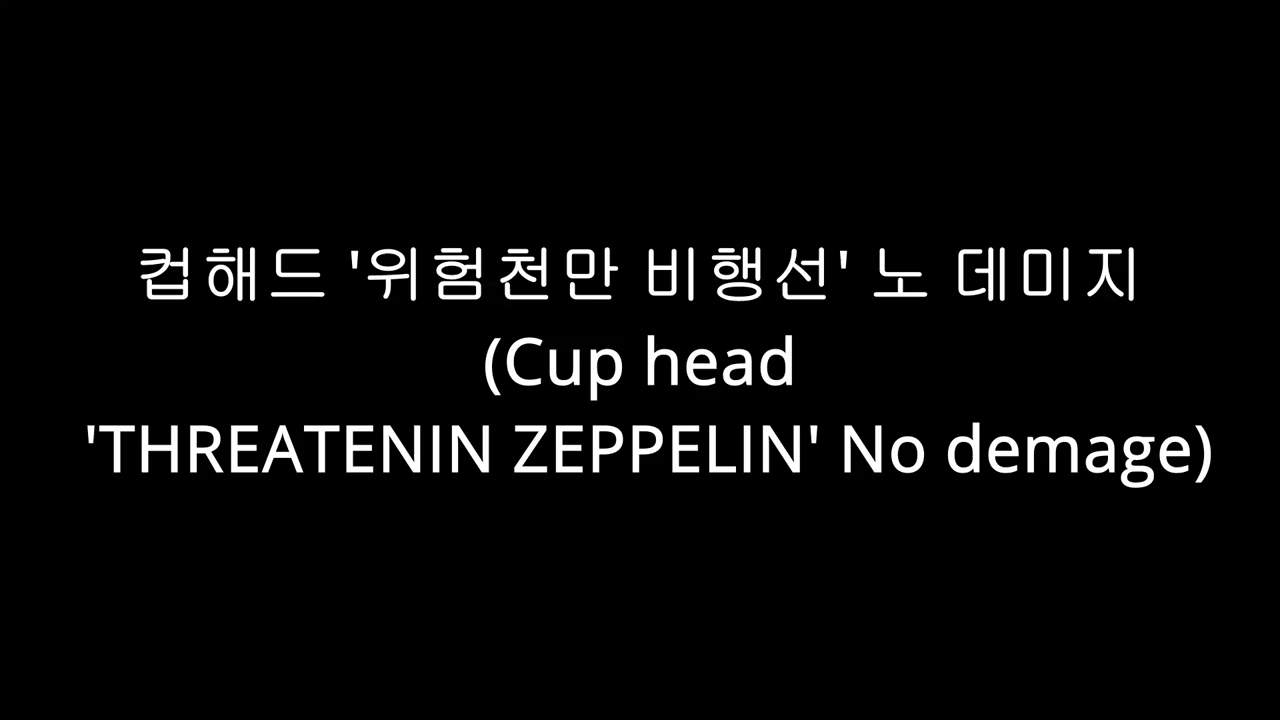 컵해드 '위험천만 비행선' 노 데미지
(Cup head
'THREATENIN ZEPPELIN' No demage)